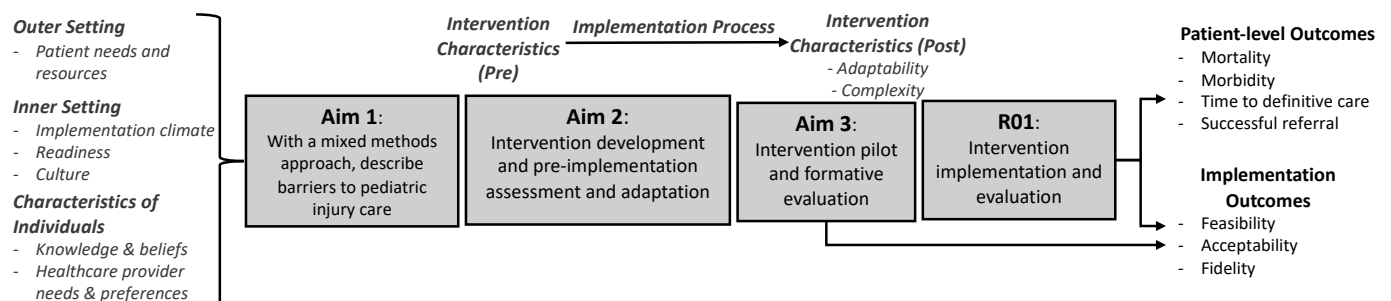 Outer Setting
- Patient needs and
resources
Inner Setting
- Implementation climate
- Readiness
- Culture
Characteristics of
Individuals
- Knowledge & beliefs
- Healthcare provider
needs & preferences
Intervention
Characteristics
(Pre)
Implementation Process
Intervention
Characteristics (Post)
- Adaptability
- Complexity
Aim 1:
With a mixed methods
approach, describe
barriers to pediatric
injury care
Aim 2:
Intervention development
and pre-implementation
assessment and adaptation
Aim 3:
Intervention pilot
and formative
evaluation
R01:
Intervention
implementation and
evaluation
Patient-level Outcomes
- Mortality
- Morbidity
- Time to definitive care
- Successful referral
Implementation
Outcomes
- Feasibility
- Acceptability
- Fidelity